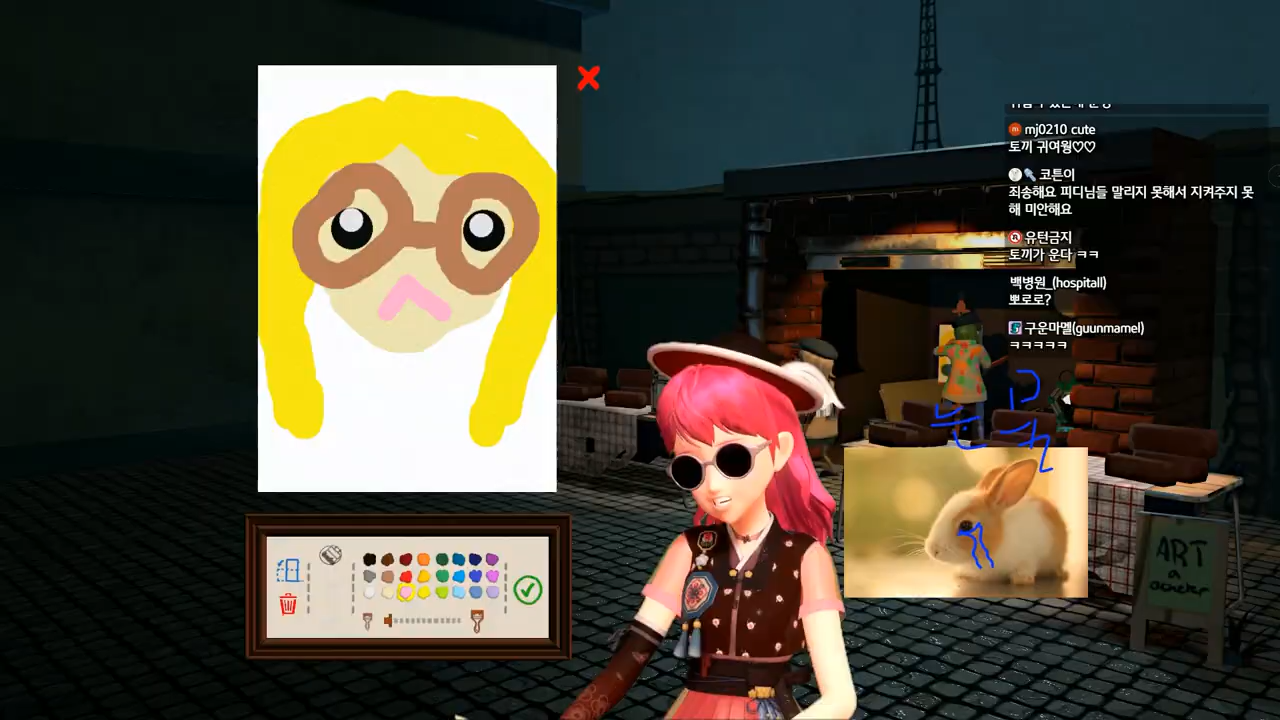 mj0210 cute
토끼 귀여웡♡♡
코튼이
죄송해요 피디님들 말리지 못해서 지켜주지 못
해 미안해요
유턴금지
토끼가 운다 ㅋㅋ
백병원_(hospitall)
뽀로로?
구운마멜(guunmamel)
ㅋㅋㅋㅋㅋ
눈물
ART
a